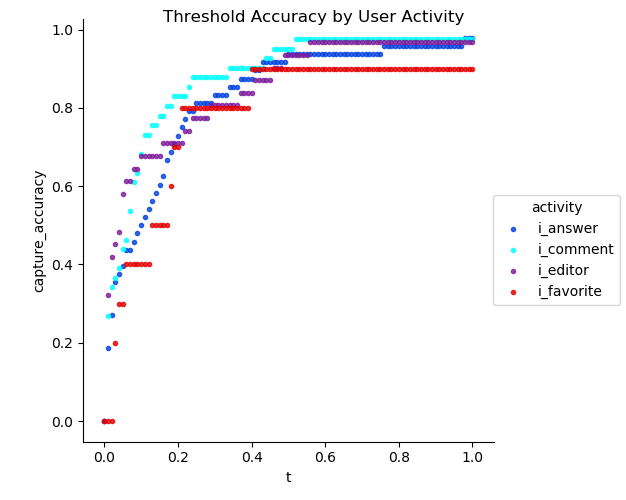 Threshold Accuracy by User Activity
capture_accuracy
1.0
0.8
0.6
0.4
0.2
0.0
0.0 0.2 0.4 0.6 0.8 1.0
t
activity
i_answer
i_comment
i_editor
i_favorite